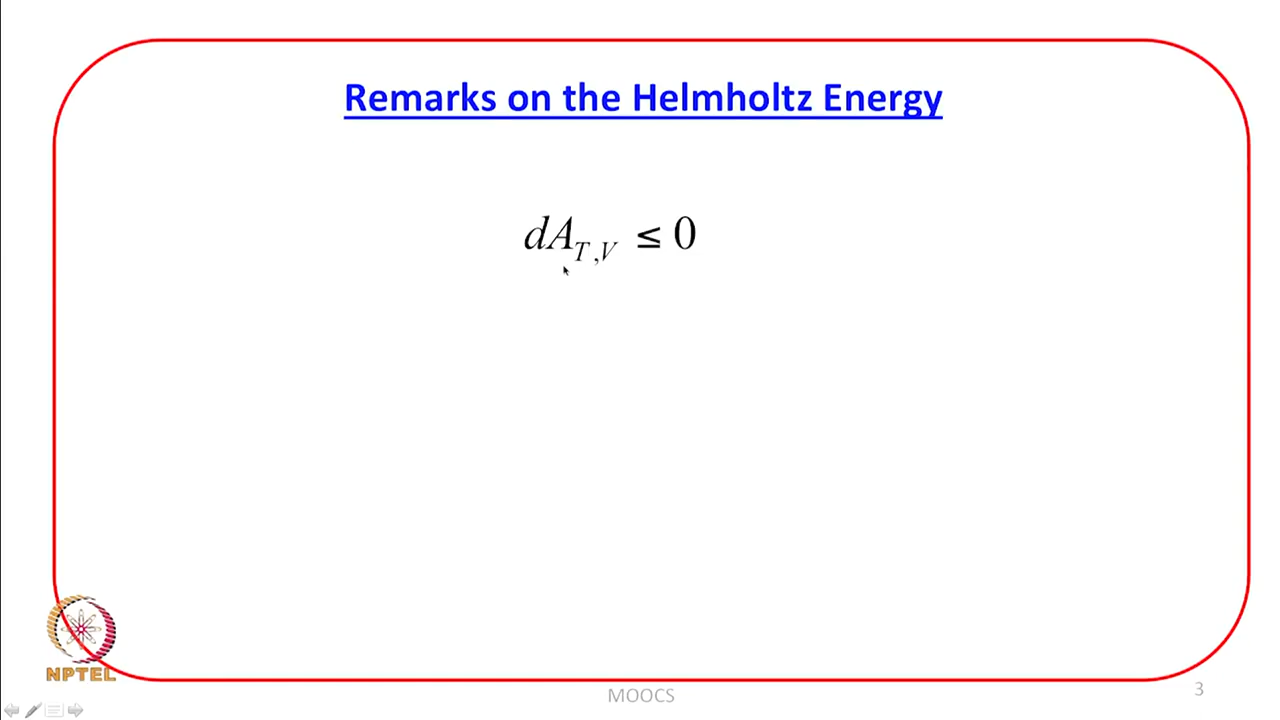 Remarks on the Helmholtz Energy
dA_{T,V} ≤ 0
NPTEL
MOOCS
3